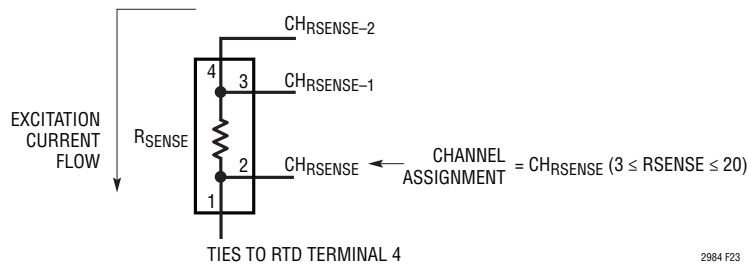 CHRSENSE–2
4
3
CHRSENSE–1
EXCITATION
CURRENT
FLOW
RSENSE
2
CHRSENSE
CHANNEL
ASSIGNMENT
= CHRSENSE (3 ≤ RSENSE ≤ 20)
1
TIES TO RTD TERMINAL 4
2984 F23